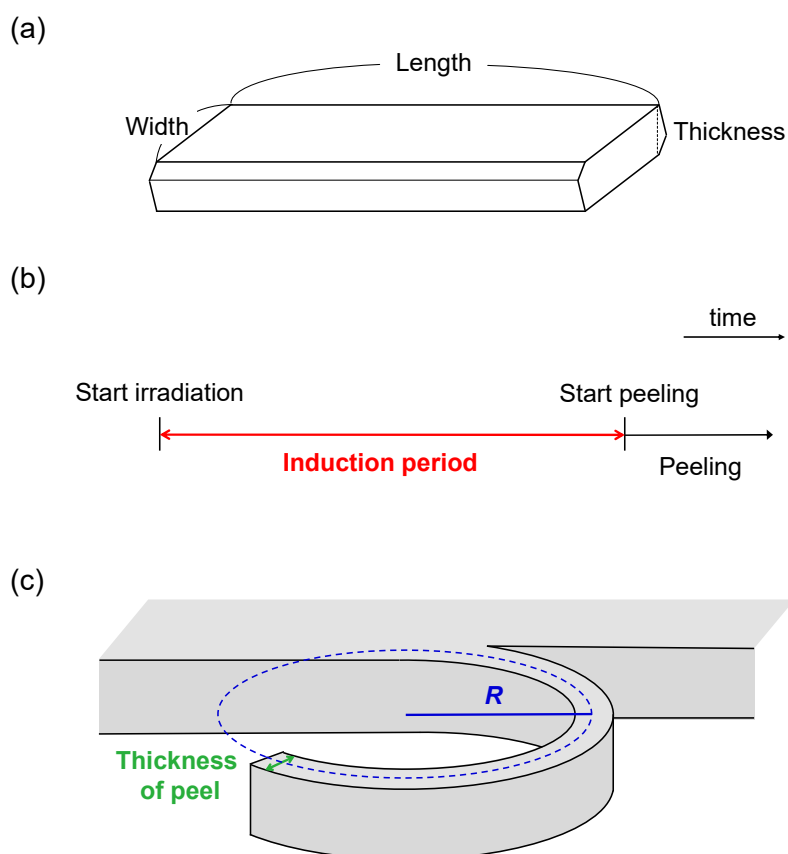 (a)
Length
Width
Thickness
(b)
time
Start irradiation
Start peeling
Induction period
Peeling
(c)
R
Thickness
of peel